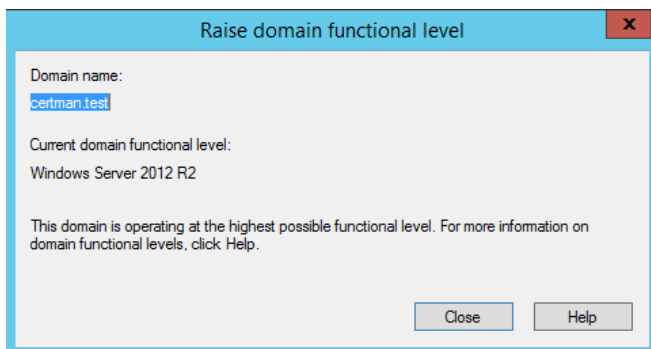 Raise domain functional level
x
Domain name:
certman.test
Current domain functional level:
Windows Server 2012 R2
This domain is operating at the highest possible functional level. For more information on
domain functional levels, click Help.
Close
Help